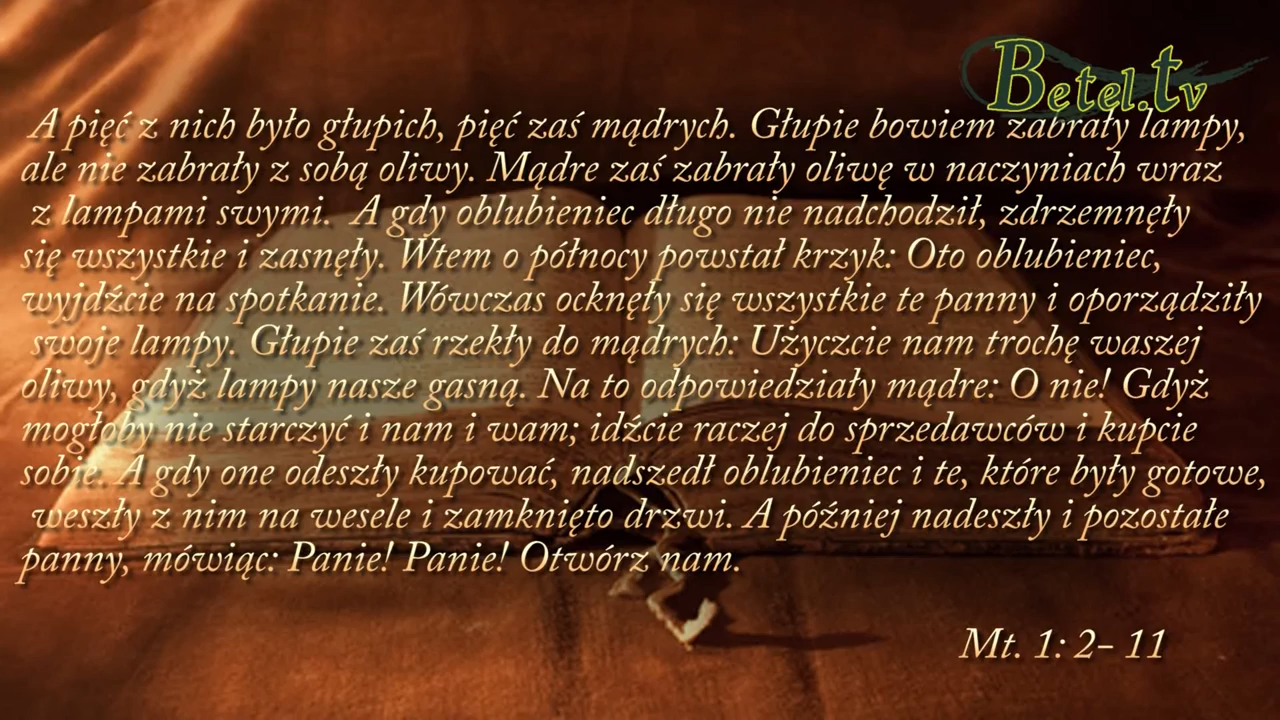 Betel.tv
A pięć z nich było głupich, pięć zaś mądrych. Głupie bowiem zabrały lampy,
ale nie zabrały z sobą oliwy. Mądre zaś zabrały oliwę w naczyniach wraz
z lampami swymi. A gdy oblubieniec długo nie nadchodził, zdrzemnęły
się wszystkie i zasnęły. Wtem o północy powstał krzyk: Oto oblubieniec,
wyjdźcie na spotkanie. Wówczas ocknęły się wszystkie te panny i oporządziły
swoje lampy. Głupie zaś rzekły do mądrych: Użyczcie nam trochę waszej
oliwy, gdyż lampy nasze gasną. Na to odpowiedziały mądre: O nie! Gdyż
mogłoby nie starczyć i nam i wam; idźcie raczej do sprzedawców i kupcie
sobie. A gdy one odeszły kupować, nadszedł oblubieniec i te, które były gotowe,
weszły z nim na wesele i zamknięto drzwi. A później nadeszły i pozostałe
panny, mówiąc: Panie! Panie! Otwórz nam.
Mt. 1: 2- 11